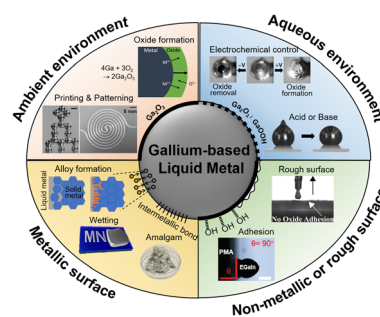 Ambient environment
Oxide formation
4Ga + 3O₂
→ 2Ga₂O₃
Metal
Oxide
Printing & Patterning
5 mm
Ga₂O₃
Aqueous environment
Electrochemical control
-V
+V
Oxide
removal
Oxide
formation
Ga₂O₃, GaOOH
Acid or Base
Gallium-based
Liquid Metal
Metallic surface
Alloy formation
Liquid metal
Solid
metal
Intermetallic bond
Wetting
MN
Amalgam
Non-metallic or rough surface
Rough surface
No Oxide Adhesion
OH OH OH
Adhesion
θ= 90°
PMA
θ
EGaIn